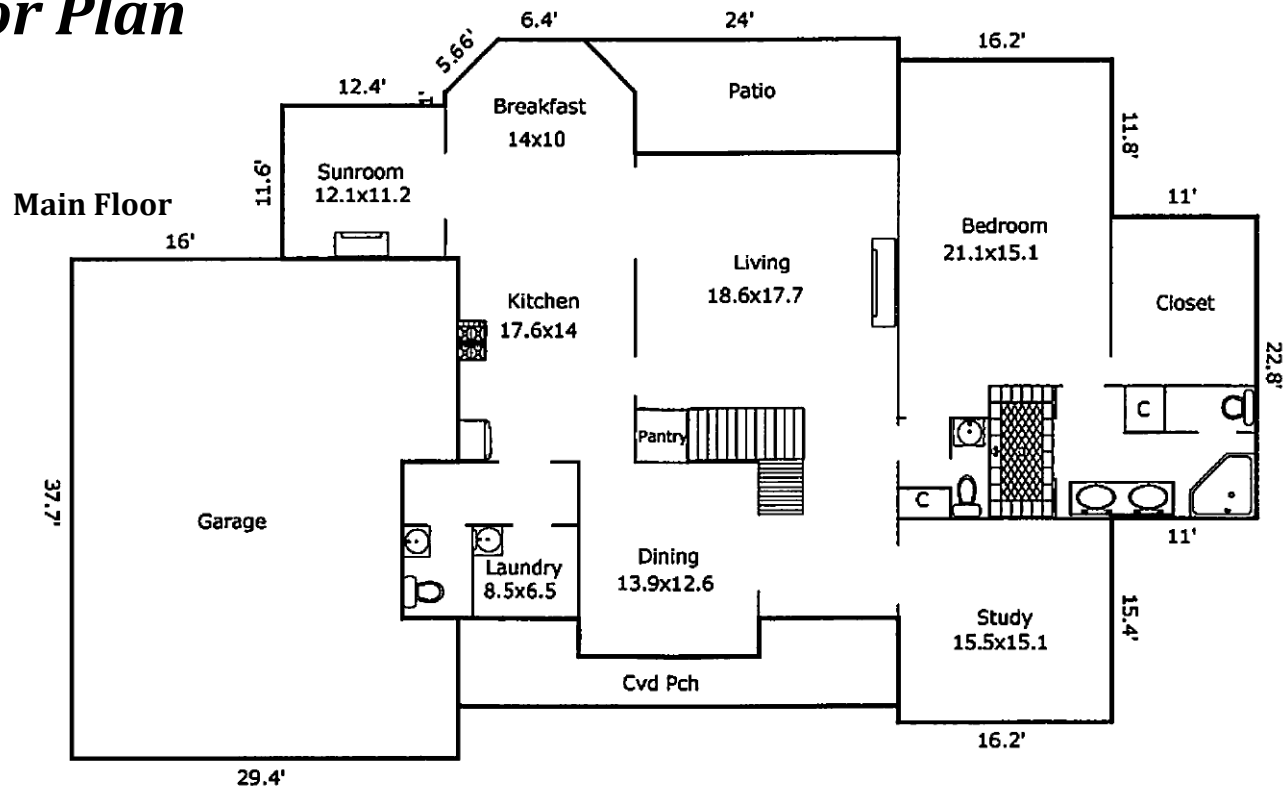 or Plan
6.4'
24'
16.2'
5.66'
12.4'
1'
Patio
Breakfast
14x10
11.8'
11.6'
Sunroom
12.1x11.2
Main Floor
11'
16'
Bedroom
21.1x15.1
Living
18.6x17.7
Kitchen
17.6x14
Closet
22.8'
C
Pantry
37.7'
Garage
C
11'
Laundry
8.5x6.5
Dining
13.9x12.6
Study
15.5x15.1
15.4'
Cvd Pch
16.2'
29.4'